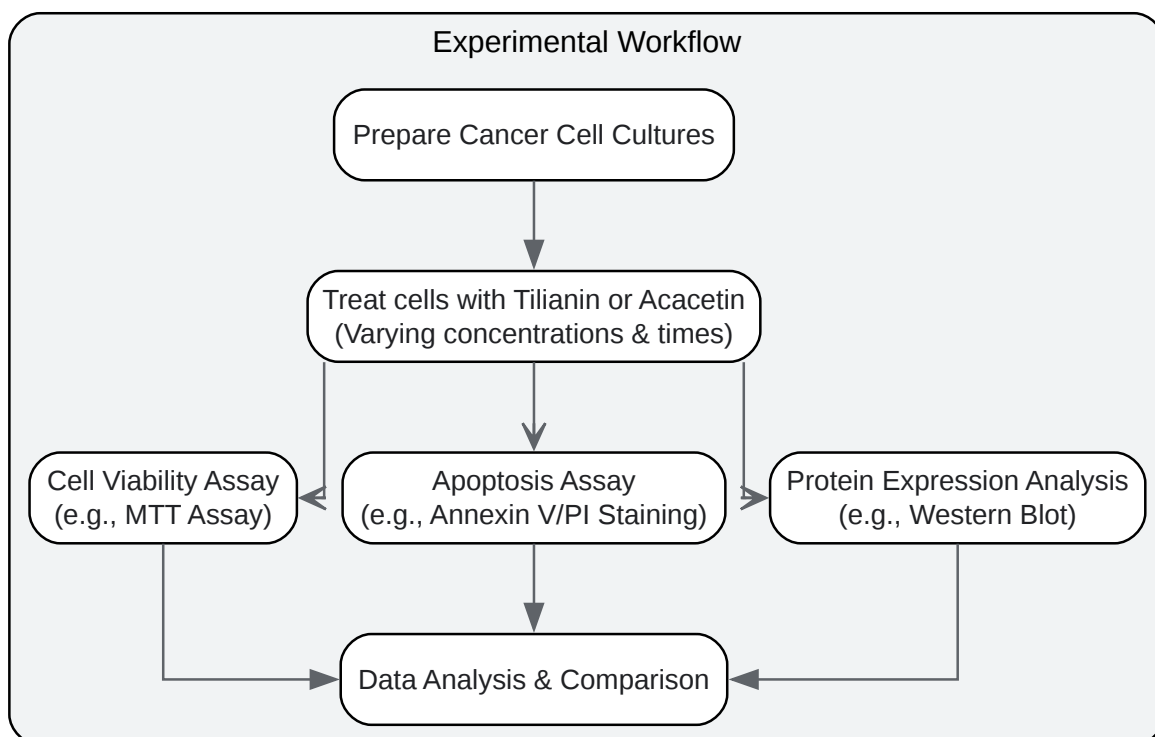 Experimental Workflow
Prepare Cancer Cell Cultures
Treat cells with Tilianin or Acacetin
(Varying concentrations & times)
Cell Viability Assay
(e.g., MTT Assay)
Apoptosis Assay
(e.g., Annexin V/PI Staining)
Protein Expression Analysis
(e.g., Western Blot)
Data Analysis & Comparison